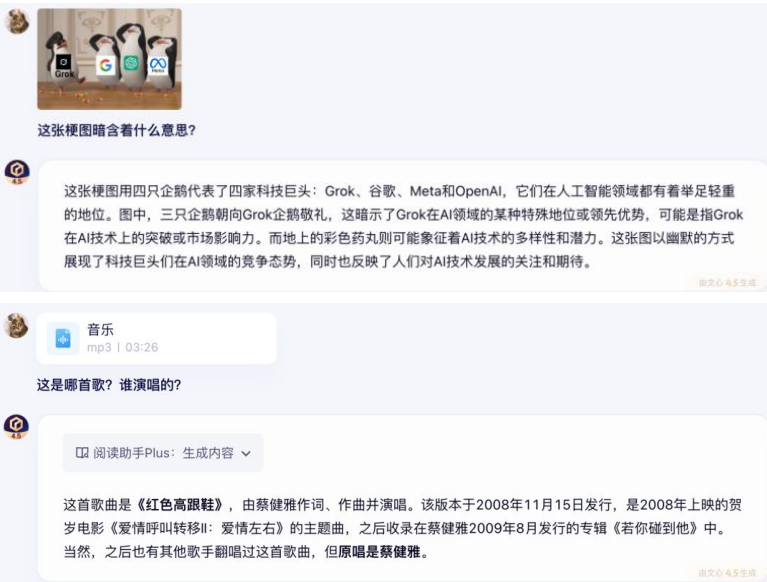 Grok
G
Meta
这张梗图暗含着什么意思?
4.5
这张梗图用四只企鹅代表了四家科技巨头：Grok、谷歌、Meta和OpenAI，它们在人工智能领域都有着举足轻重
的地位。图中，三只企鹅朝向Grok企鹅敬礼，这暗示了Grok在AI领域的某种特殊地位或领先优势，可能是指Grok
在AI技术上的突破或市场影响力。而地上的彩色药丸则可能象征着AI技术的多样性和潜力。这张图以幽默的方式
展现了科技巨头们在AI领域的竞争态势，同时也反映了人们对AI技术发展的关注和期待。
由文心 4.5 生成
音乐
mp3 | 03:26
这是哪首歌？谁演唱的?
4.5
阅读助手Plus：生成内容
这首歌曲是《红色高跟鞋》，由蔡健雅作词、作曲并演唱。该版本于2008年11月15日发行，是2008年上映的贺
岁电影《爱情呼叫转移II：爱情左右》的主题曲，之后收录在蔡健雅2009年8月发行的专辑《若你碰到他》中。
当然，之后也有其他歌手翻唱过这首歌曲，但原唱是蔡健雅。
由文心 4.5 生成